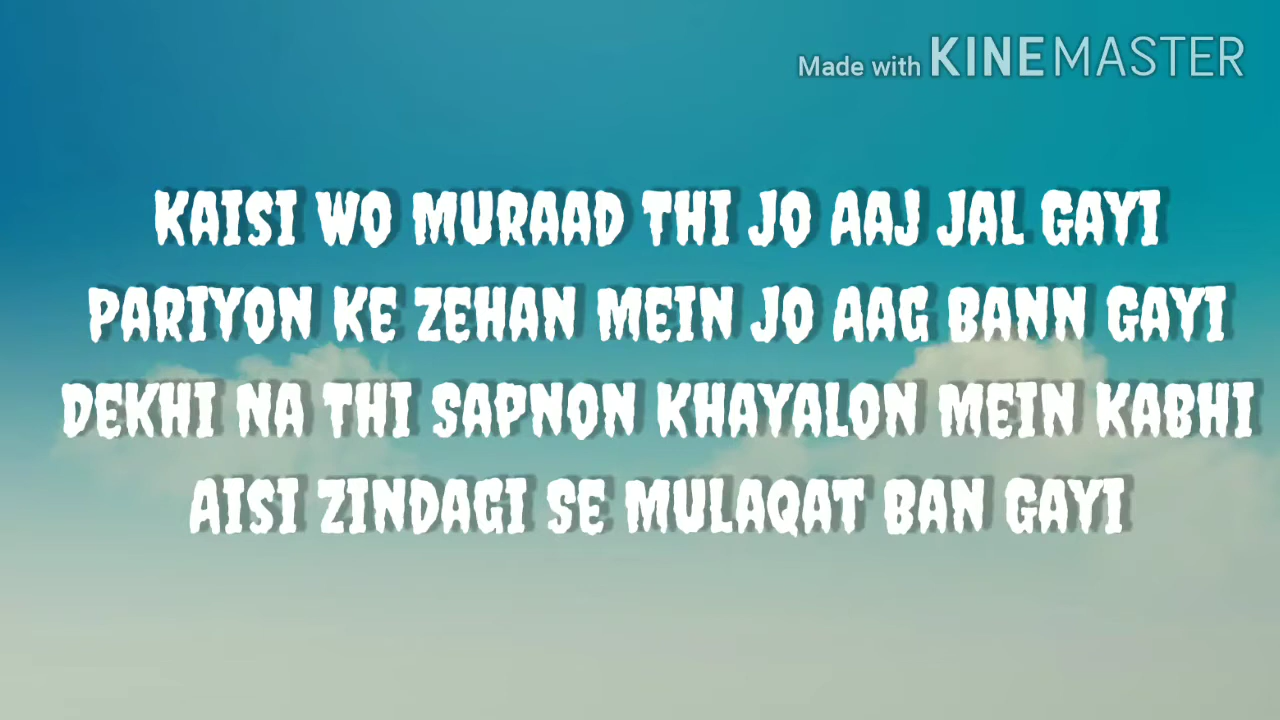 Made with KINEMASTER
KAISI WO MURAAD THI JO AAJ JAL GAYI
PARIYON KE ZEHAN MEIN JO AAG BANN GAYI
DEKHI NA THI SAPNON KHAYALON MEIN KABHI
AISI ZINDAGI SE MULAQAT BAN GAYI